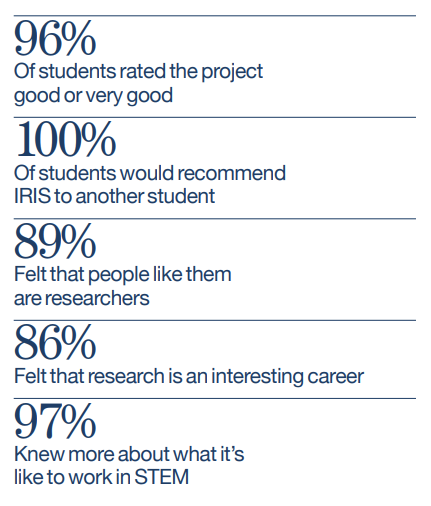 96%
Of students rated the project
good or very good
100%
Of students would recommend
IRIS to another student
89%
Felt that people like them
are researchers
86%
Felt that research is an interesting career
97%
Knew more about what it’s
like to work in STEM